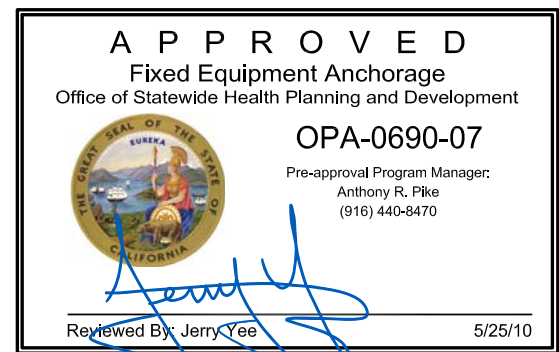 A P P R O V E D
Fixed Equipment Anchorage
Office of Statewide Health Planning and Development
THE GREAT SEAL OF THE STATE OF CALIFORNIA
EUREKA
OPA-0690-07
Pre-approval Program Manager:
Anthony R. Pike
(916) 440-8470
Jerry Y
Reviewed By: Jerry Yee
5/25/10